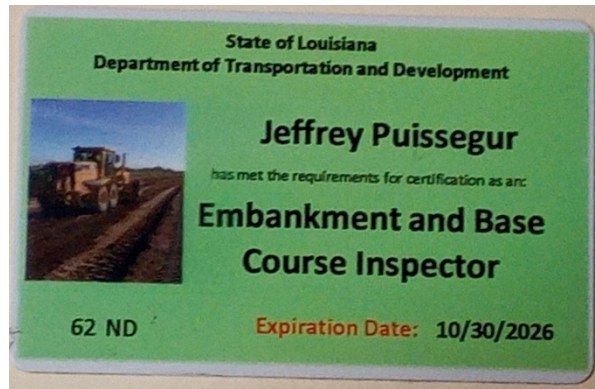 State of Louisiana
Department of Transportation and Development
Jeffrey Puissegur
has met the requirements for certification as an:
Embankment and Base
Course Inspector
62 ND
Expiration Date: 10/30/2026